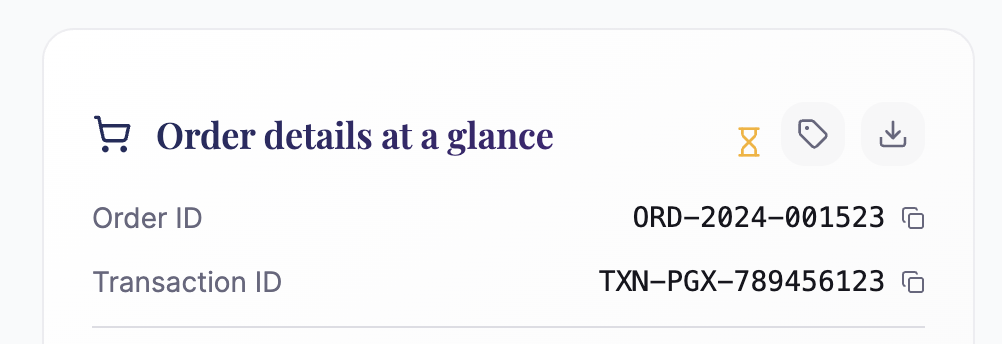 Order details at a glance
Order ID ORD-2024-001523
Transaction ID TXN-PGX-789456123